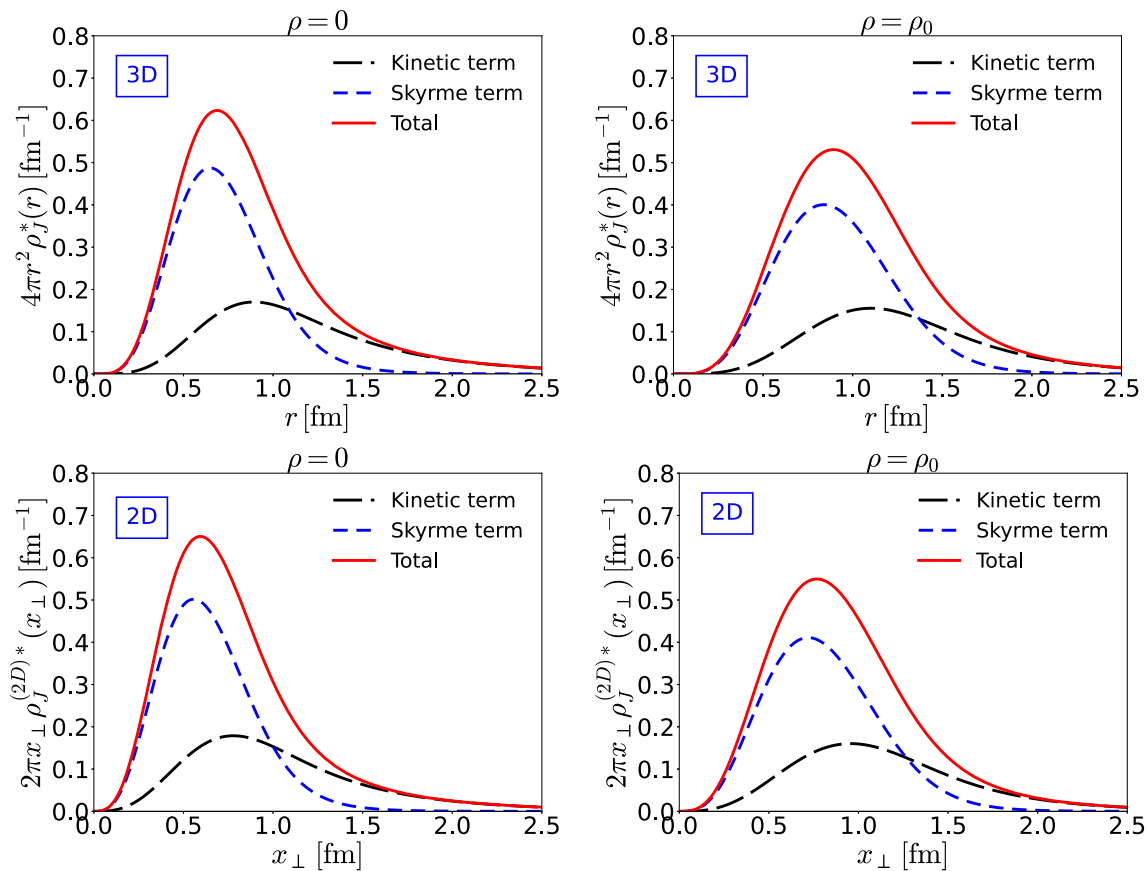 ρ = 0
3D
Kinetic term
Skyrme term
Total
4πr²ρ*_J(r) [fm⁻¹]
0.8
0.7
0.6
0.5
0.4
0.3
0.2
0.1
0.0
0.0 0.5 1.0 1.5 2.0 2.5
r [fm]
ρ = ρ₀
3D
Kinetic term
Skyrme term
Total
4πr²ρ*_J(r) [fm⁻¹]
0.8
0.7
0.6
0.5
0.4
0.3
0.2
0.1
0.0
0.0 0.5 1.0 1.5 2.0 2.5
r [fm]
ρ = 0
2D
Kinetic term
Skyrme term
Total
2πx_⊥ρ_J^{(2D)*}(x_⊥) [fm⁻¹]
0.8
0.7
0.6
0.5
0.4
0.3
0.2
0.1
0.0
0.0 0.5 1.0 1.5 2.0 2.5
x_⊥ [fm]
ρ = ρ₀
2D
Kinetic term
Skyrme term
Total
2πx_⊥ρ_J^{(2D)*}(x_⊥) [fm⁻¹]
0.8
0.7
0.6
0.5
0.4
0.3
0.2
0.1
0.0
0.0 0.5 1.0 1.5 2.0 2.5
x_⊥ [fm]